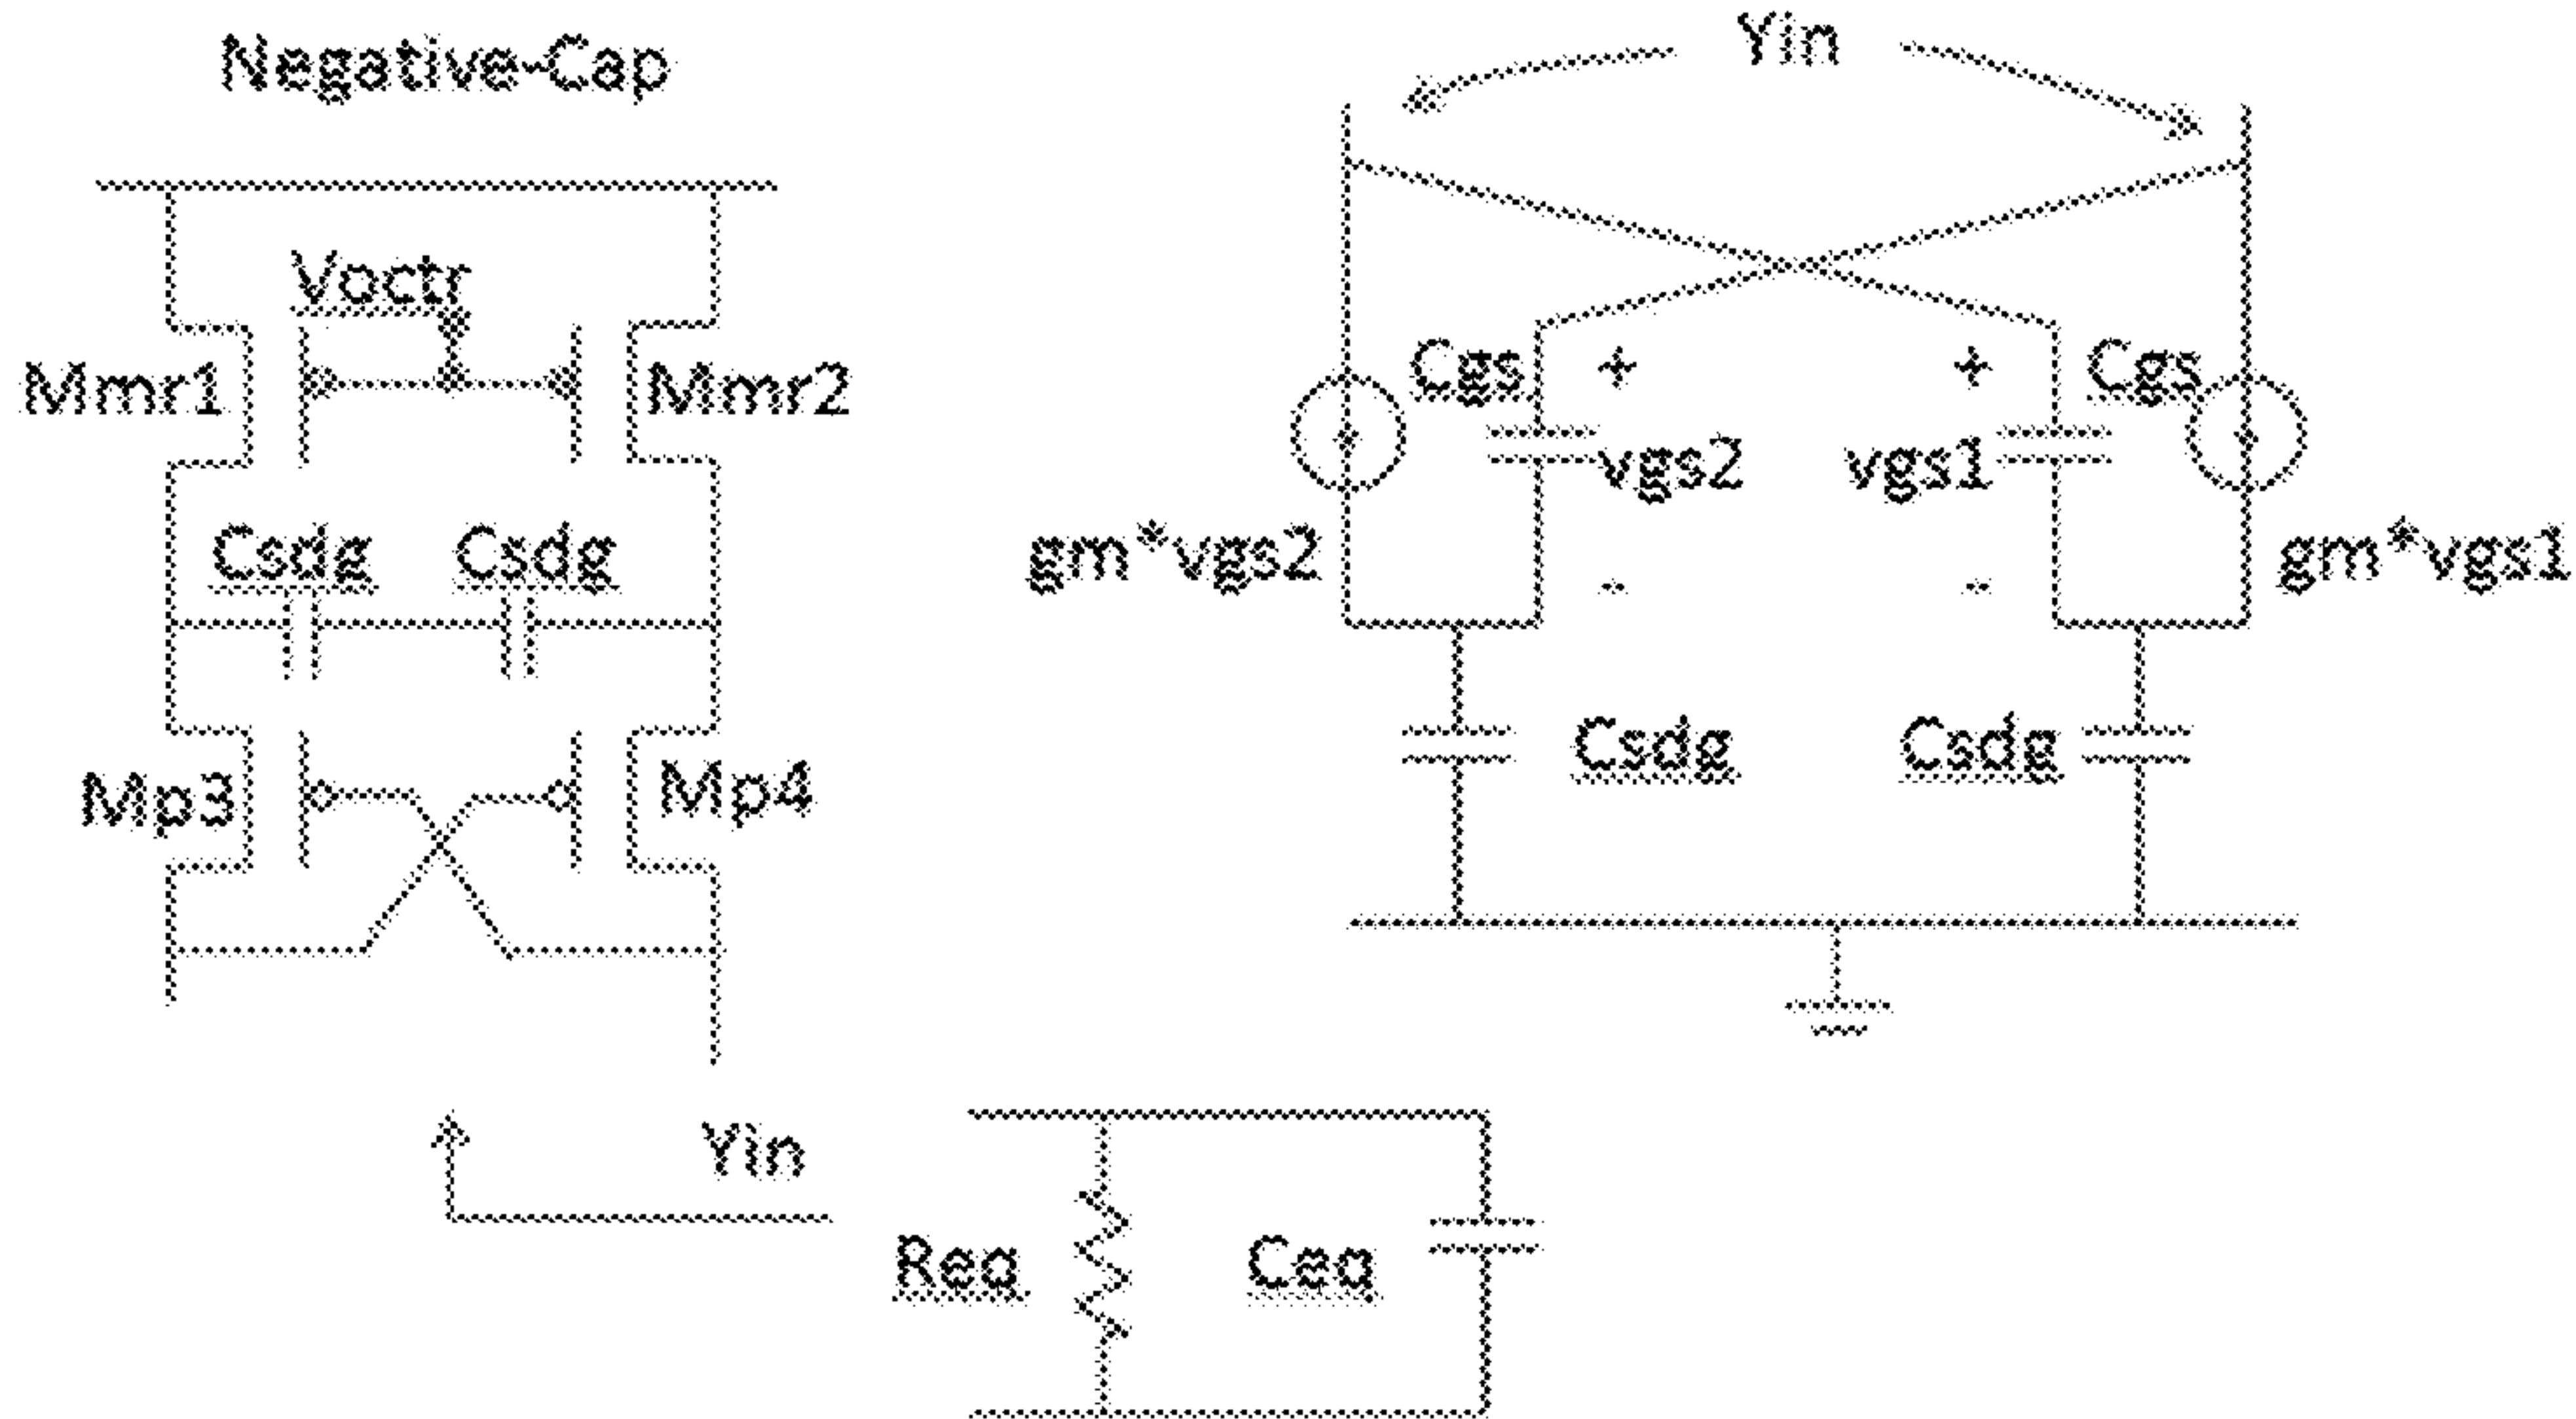 Negative-Cap
Yin
Voctr
Mmr1
Mmr2
Cgs
+
+
Cgs
vgs2
vgs1
Csdg
Csdg
gm*vgs2
-
-
gm*vgs1
Mp3
Mp4
Csdg
Csdg
Yin
Req
Ceq